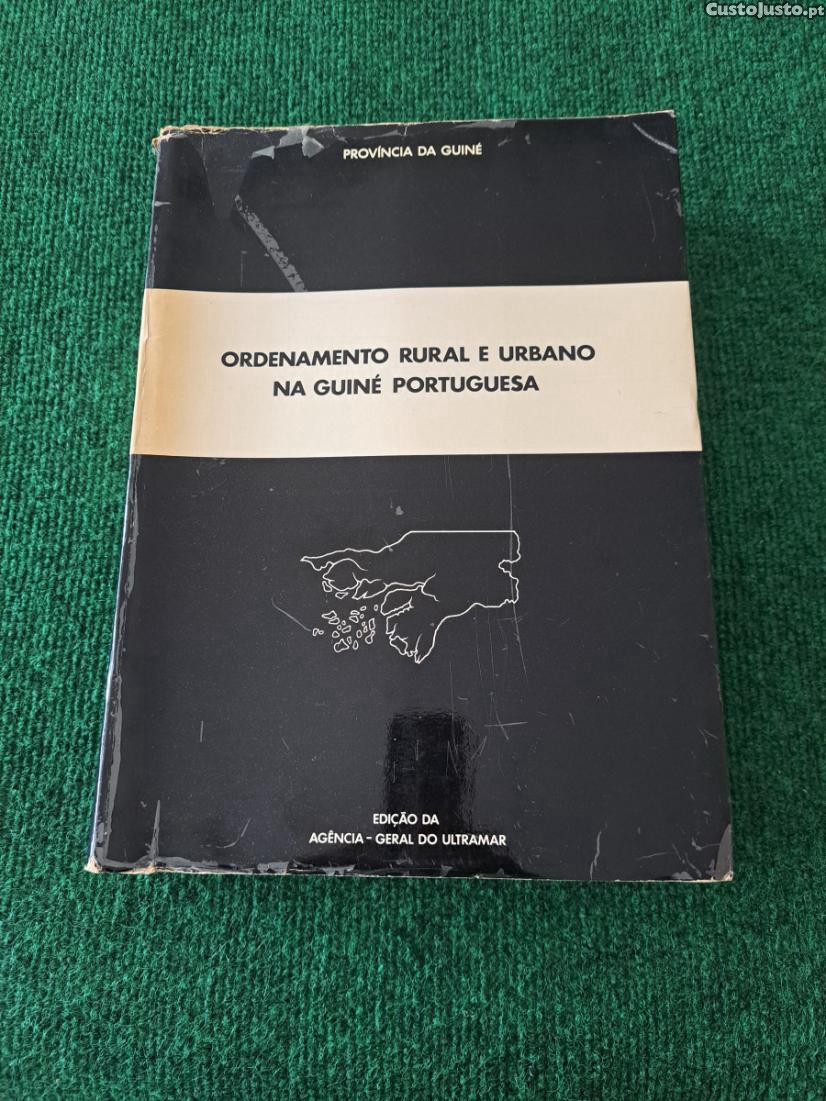 CustoJusto.pt
PROVÍNCIA DA GUINÉ
ORDENAMENTO RURAL E URBANO
NA GUINÉ PORTUGUESA
EDIÇÃO DA
AGÊNCIA-GERAL DO ULTRAMAR